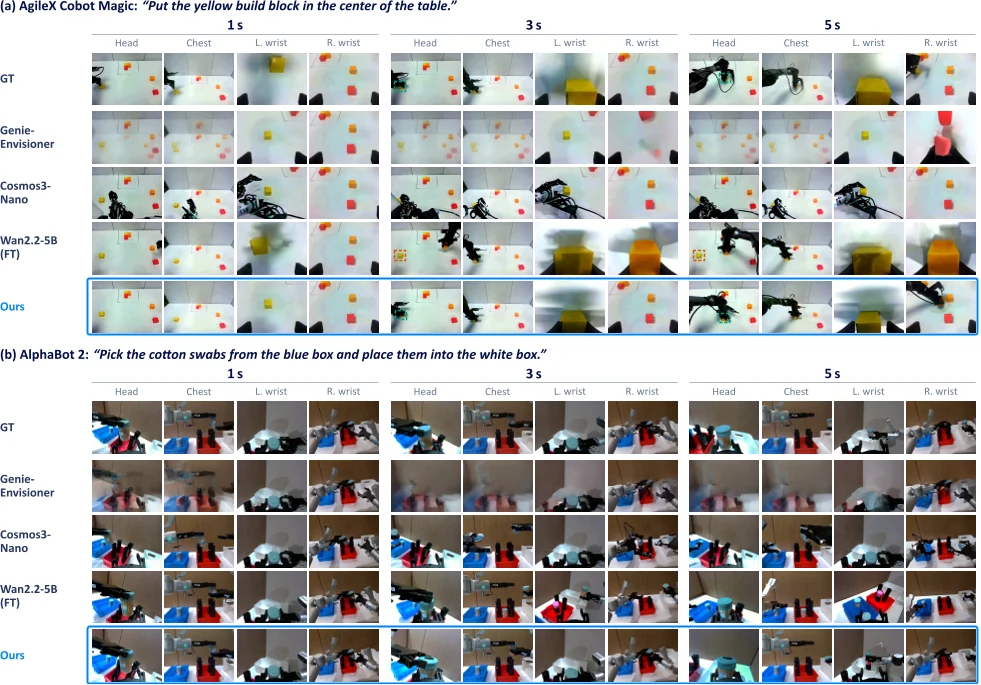 (a) AgileX Cobot Magic: “Put the yellow build block in the center of the table.”
1 s 3 s 5 s
Head Chest L. wrist R. wrist Head Chest L. wrist R. wrist Head Chest L. wrist R. wrist
GT
Genie-
Envisioner
Cosmos3-
Nano
Wan2.2-5B
(FT)
Ours
(b) AlphaBot 2: “Pick the cotton swabs from the blue box and place them into the white box.”
1 s 3 s 5 s
Head Chest L. wrist R. wrist Head Chest L. wrist R. wrist Head Chest L. wrist R. wrist
GT
Genie-
Envisioner
Cosmos3-
Nano
Wan2.2-5B
(FT)
Ours